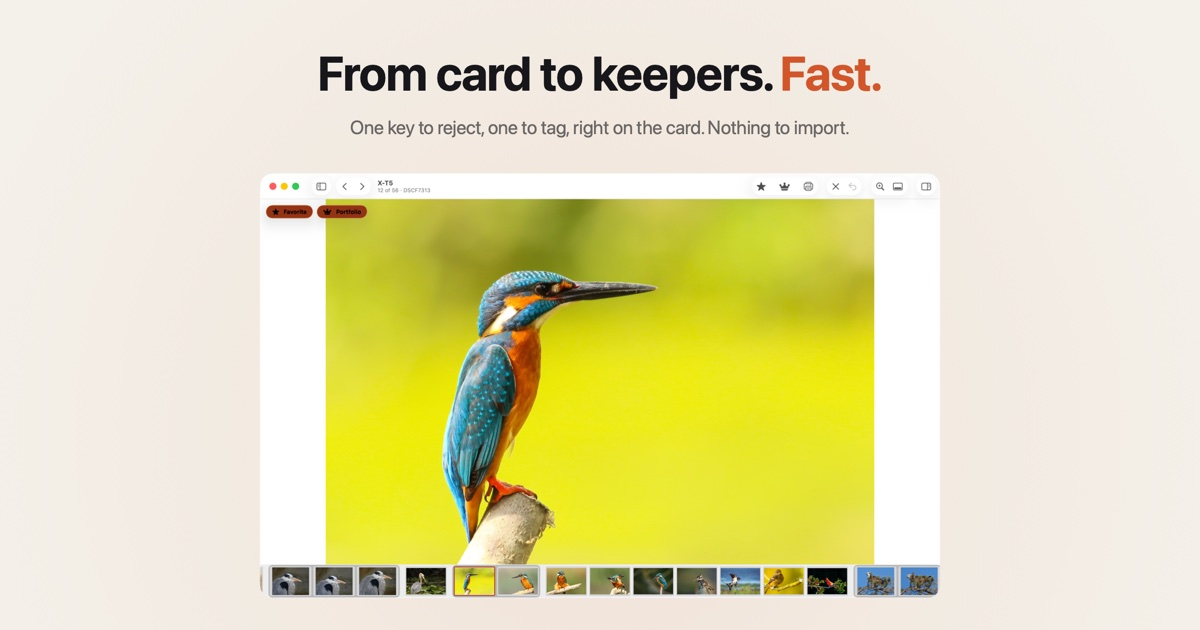 From card to keepers. Fast.
One key to reject, one to tag, right on the card. Nothing to import.
X-T5
12 of 56 · DSCF7313
Favorite
Portfolio